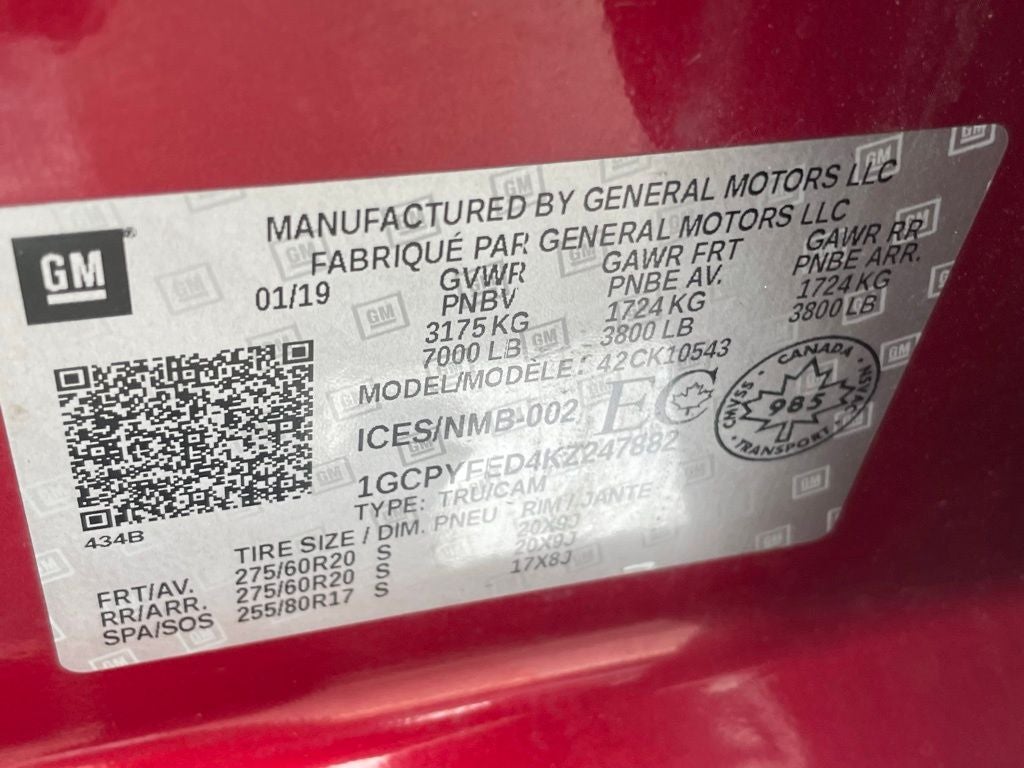 GM
MANUFACTURED BY GENERAL MOTORS LLC
FABRIQUÉ PAR GENERAL MOTORS LLC
01/19
GVWR GAWR FRT GAWR RR
PNBV PNBE AV. PNBE ARR.
3175 KG 1724 KG 1724 KG
7000 LB 3800 LB 3800 LB
MODEL/MODÈLE: 42CK10543
ICES/NMB-002 EC
CANADA
CMVSS 985 NSVAC
TRANSPORT
1GCPYFED4KZ247882
TYPE: TRU/CAM
434B
TIRE SIZE / DIM. PNEU RIM / JANTE
FRT/AV. 275/60R20 S 20X9J
RR/ARR. 275/60R20 S 20X9J
SPA/SOS 255/80R17 S 17X8J